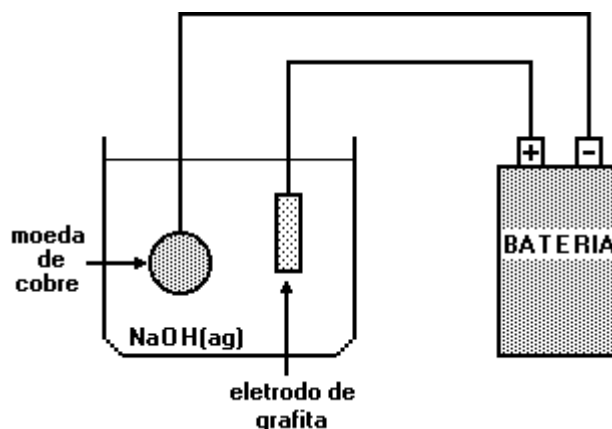 + -
BATERIA
moeda
de
cobre
NaOH(ag)
eletrodo de
grafita